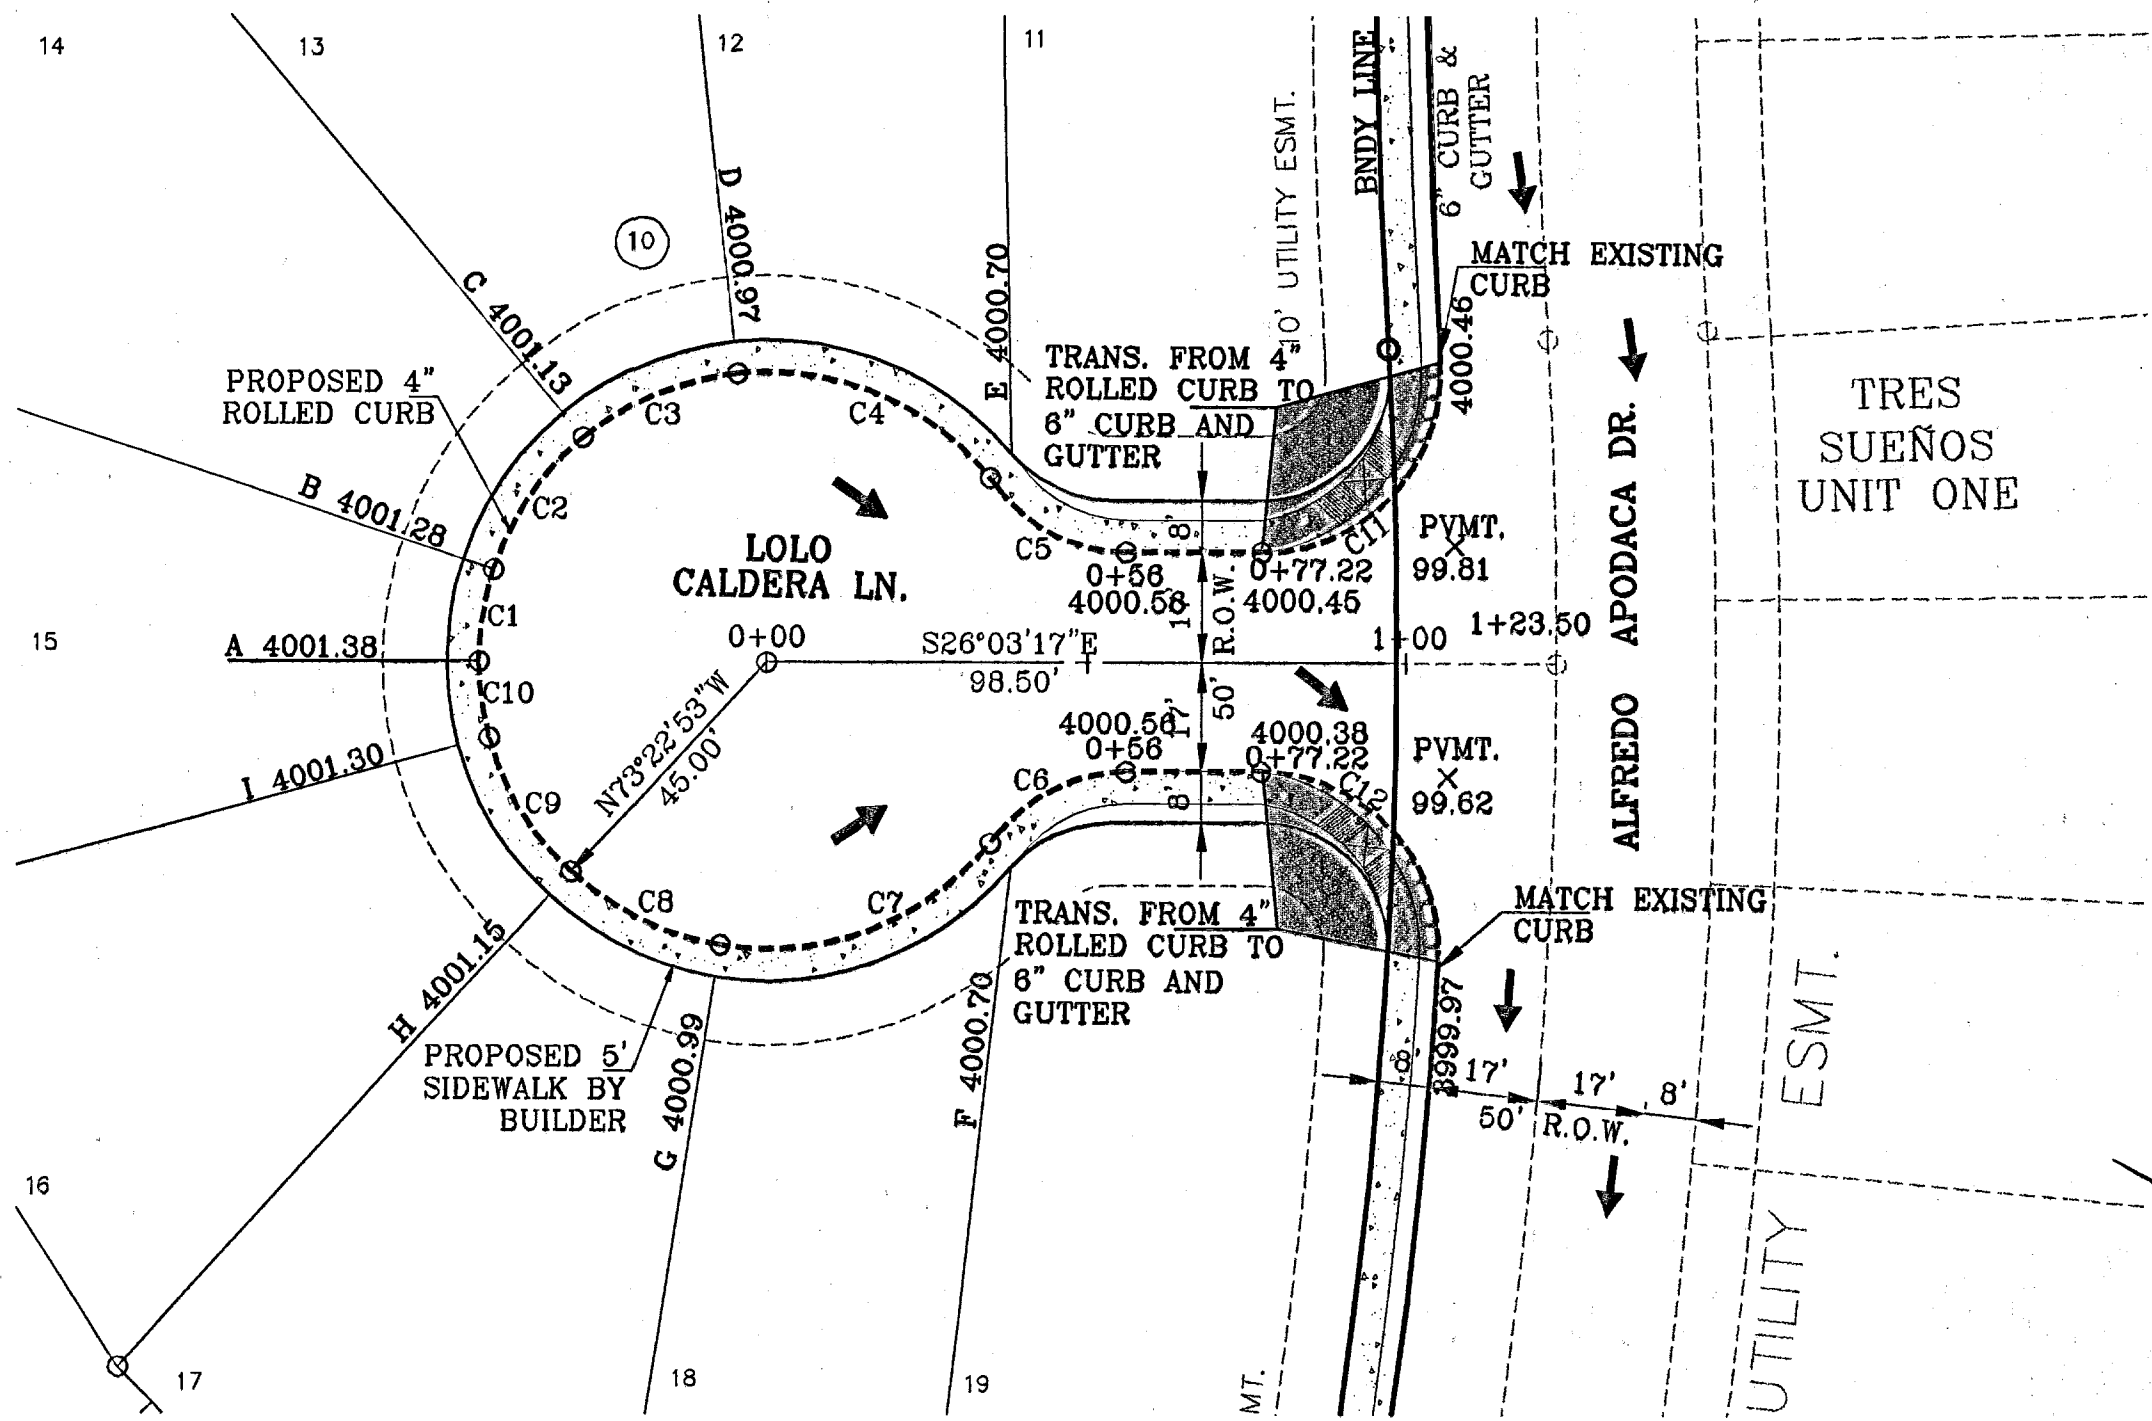 14
13
12
11
BNDY LINE
6" CURB &
GUTTER
10' UTILITY ESMT.
D 4000.97
10
C 4001.13
E 4000.70
MATCH EXISTING
CURB
4000.46
TRANS. FROM 4"
ROLLED CURB TO
6" CURB AND
GUTTER
PROPOSED 4"
ROLLED CURB
TRES
SUEÑOS
UNIT ONE
C3
C4
B 4001.28
C2
C5
C11
8'
PVMT.
99.81
LOLO
CALDERA LN.
0+56
4000.56
0+77.22
4000.45
17'
R.O.W.
ALFREDO APODACA DR.
C1
15
A 4001.38
0+00
S26°03'17"E
98.50'
1+00
1+23.50
C10
N73°22'53"W
45.00'
4000.56
0+56
17'
50'
4000.38
0+77.22
PVMT.
99.62
I 4001.30
C9
C6
8'
C12
C8
C7
H 4001.15
MATCH EXISTING
CURB
TRANS. FROM 4"
ROLLED CURB TO
6" CURB AND
GUTTER
F 4000.70
G 4000.99
3999.97
PROPOSED 5'
SIDEWALK BY
BUILDER
8'
17'
17'
8'
50' R.O.W.
UTILITY ESMT.
16
17
18
19
MT.